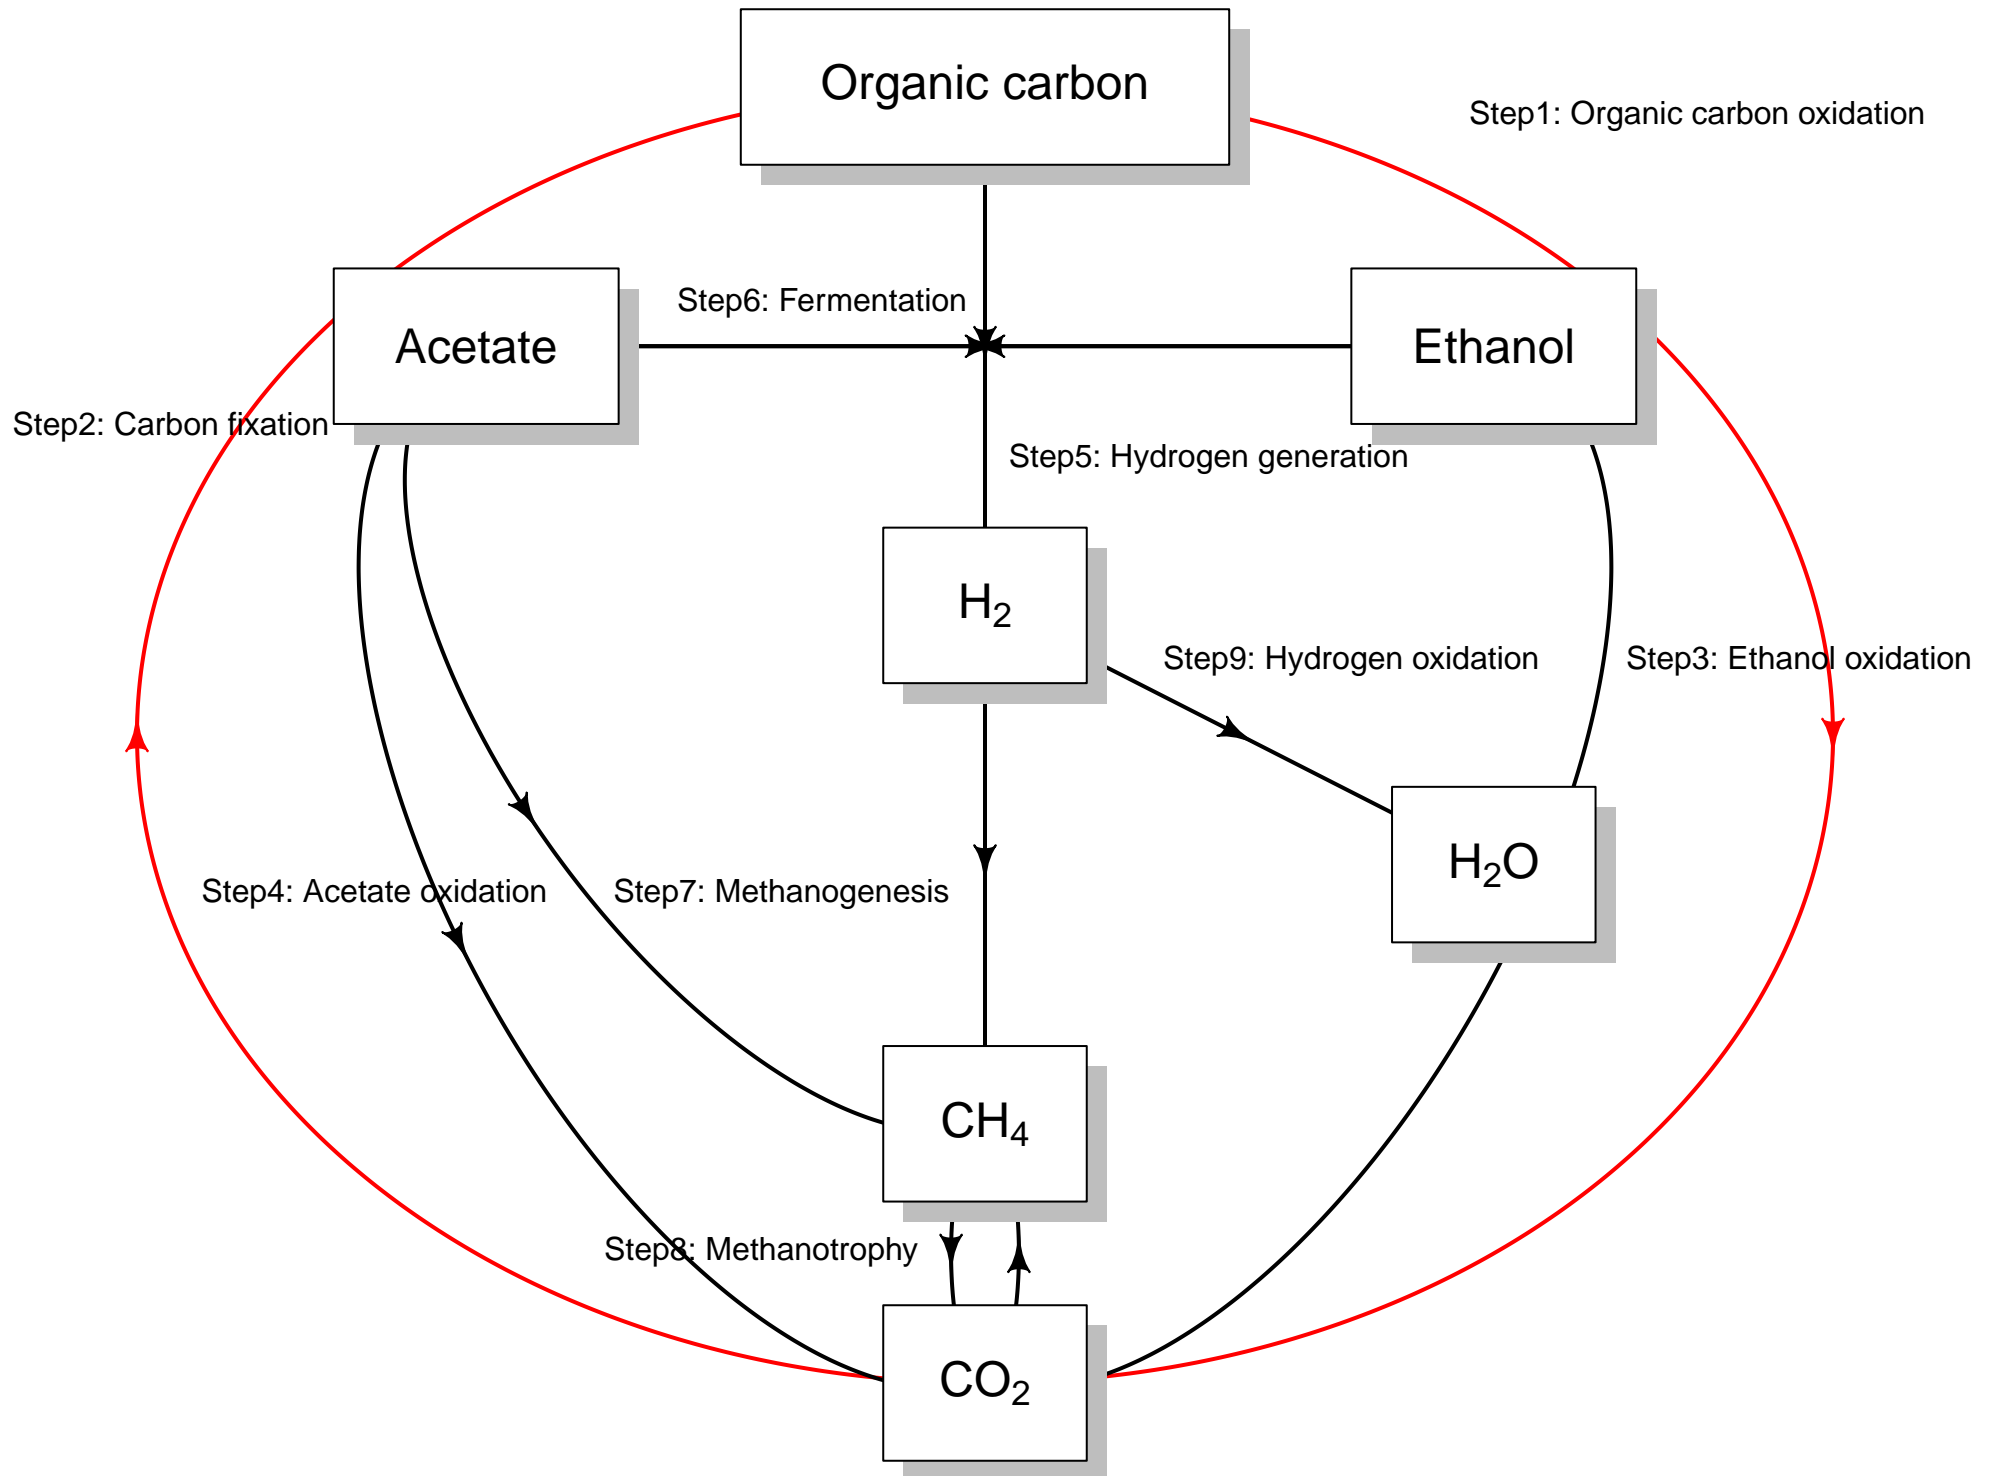 Organic carbon
Step1: Organic carbon oxidation
Step6: Fermentation
Acetate
Ethanol
Step2: Carbon fixation
Step5: Hydrogen generation
H₂
Step9: Hydrogen oxidation
Step3: Ethanol oxidation
H₂O
Step4: Acetate oxidation
Step7: Methanogenesis
CH₄
Step8: Methanotrophy
CO₂